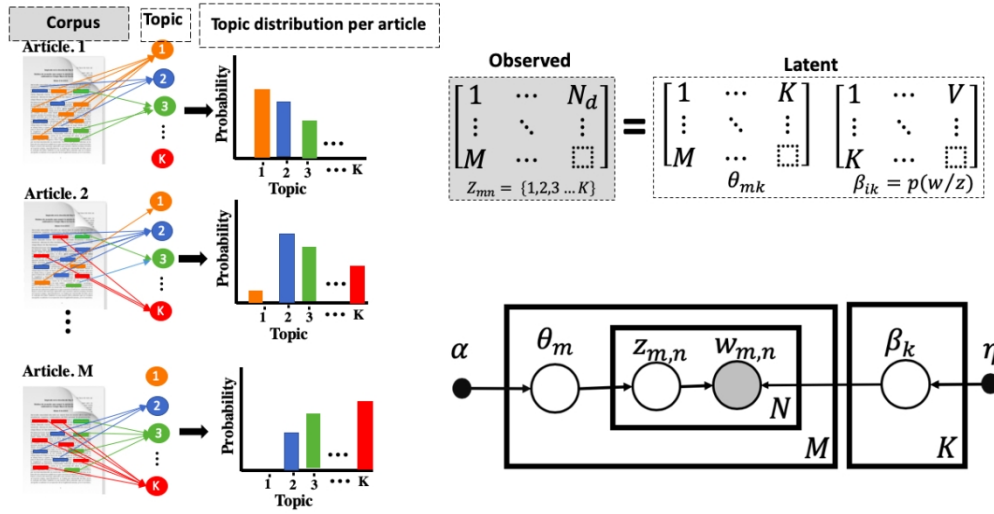 Corpus
Topic
Topic distribution per article
Article. 1
1
2
3
K
Probability
1 2 3 ... K
Topic
Article. 2
1
2
3
K
Probability
1 2 3 ... K
Topic
Article. M
1
2
3
K
Probability
1 2 3 ... K
Topic
Observed
Latent
[1 ⋯ N_d
⋮ ⋱ ⋮
M ⋯ ]
=
[1 ⋯ K
⋮ ⋱ ⋮
M ⋯ ]
[1 ⋯ V
⋮ ⋱ ⋮
K ⋯ ]
Z_mn = {1,2,3 … K}
θ_mk
β_ik = p(w/z)
α
θ_m
z_m,n
w_m,n
β_k
η
N
M
K